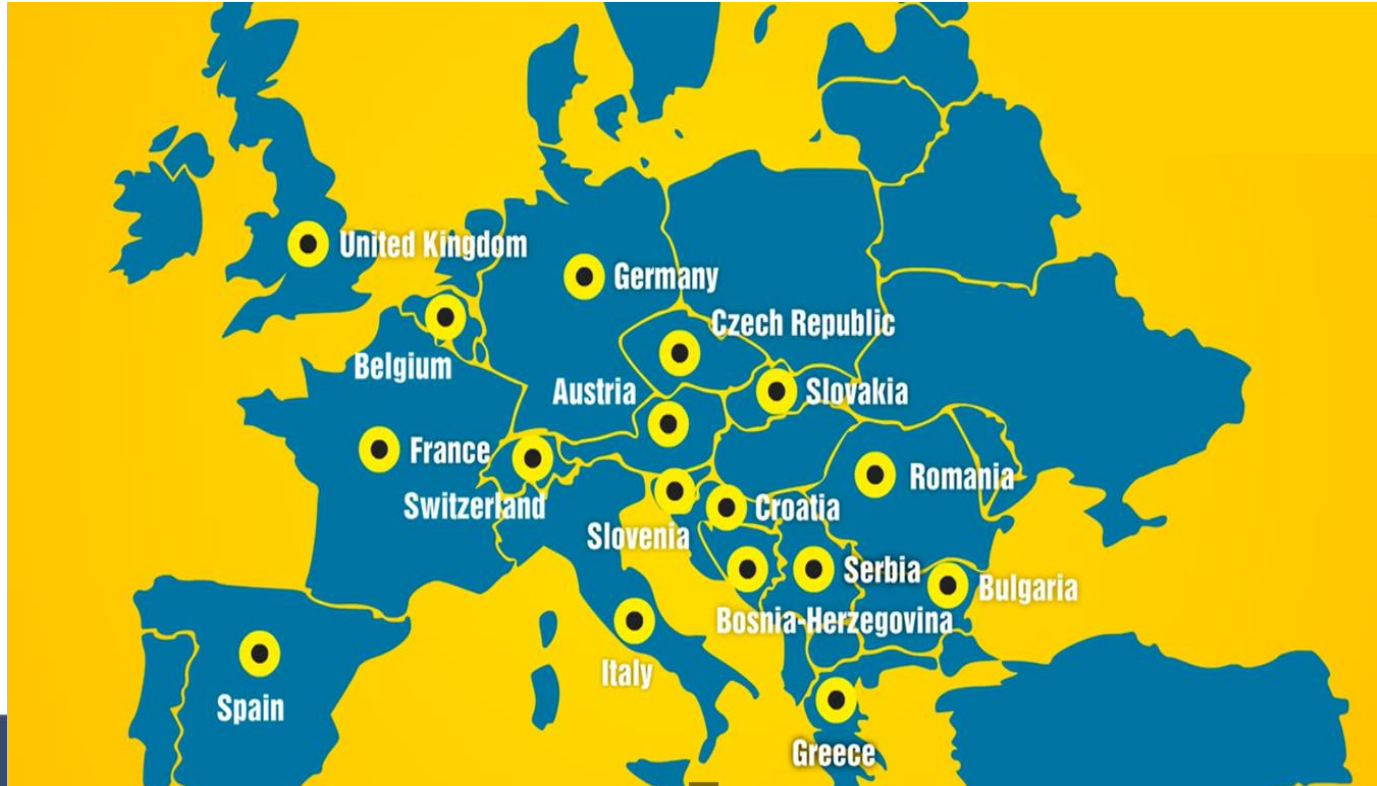 United Kingdom
Germany
Czech Republic
Belgium
Austria
Slovakia
France
Romania
Switzerland
Croatia
Slovenia
Serbia
Bulgaria
Bosnia-Herzegovina
Italy
Spain
Greece